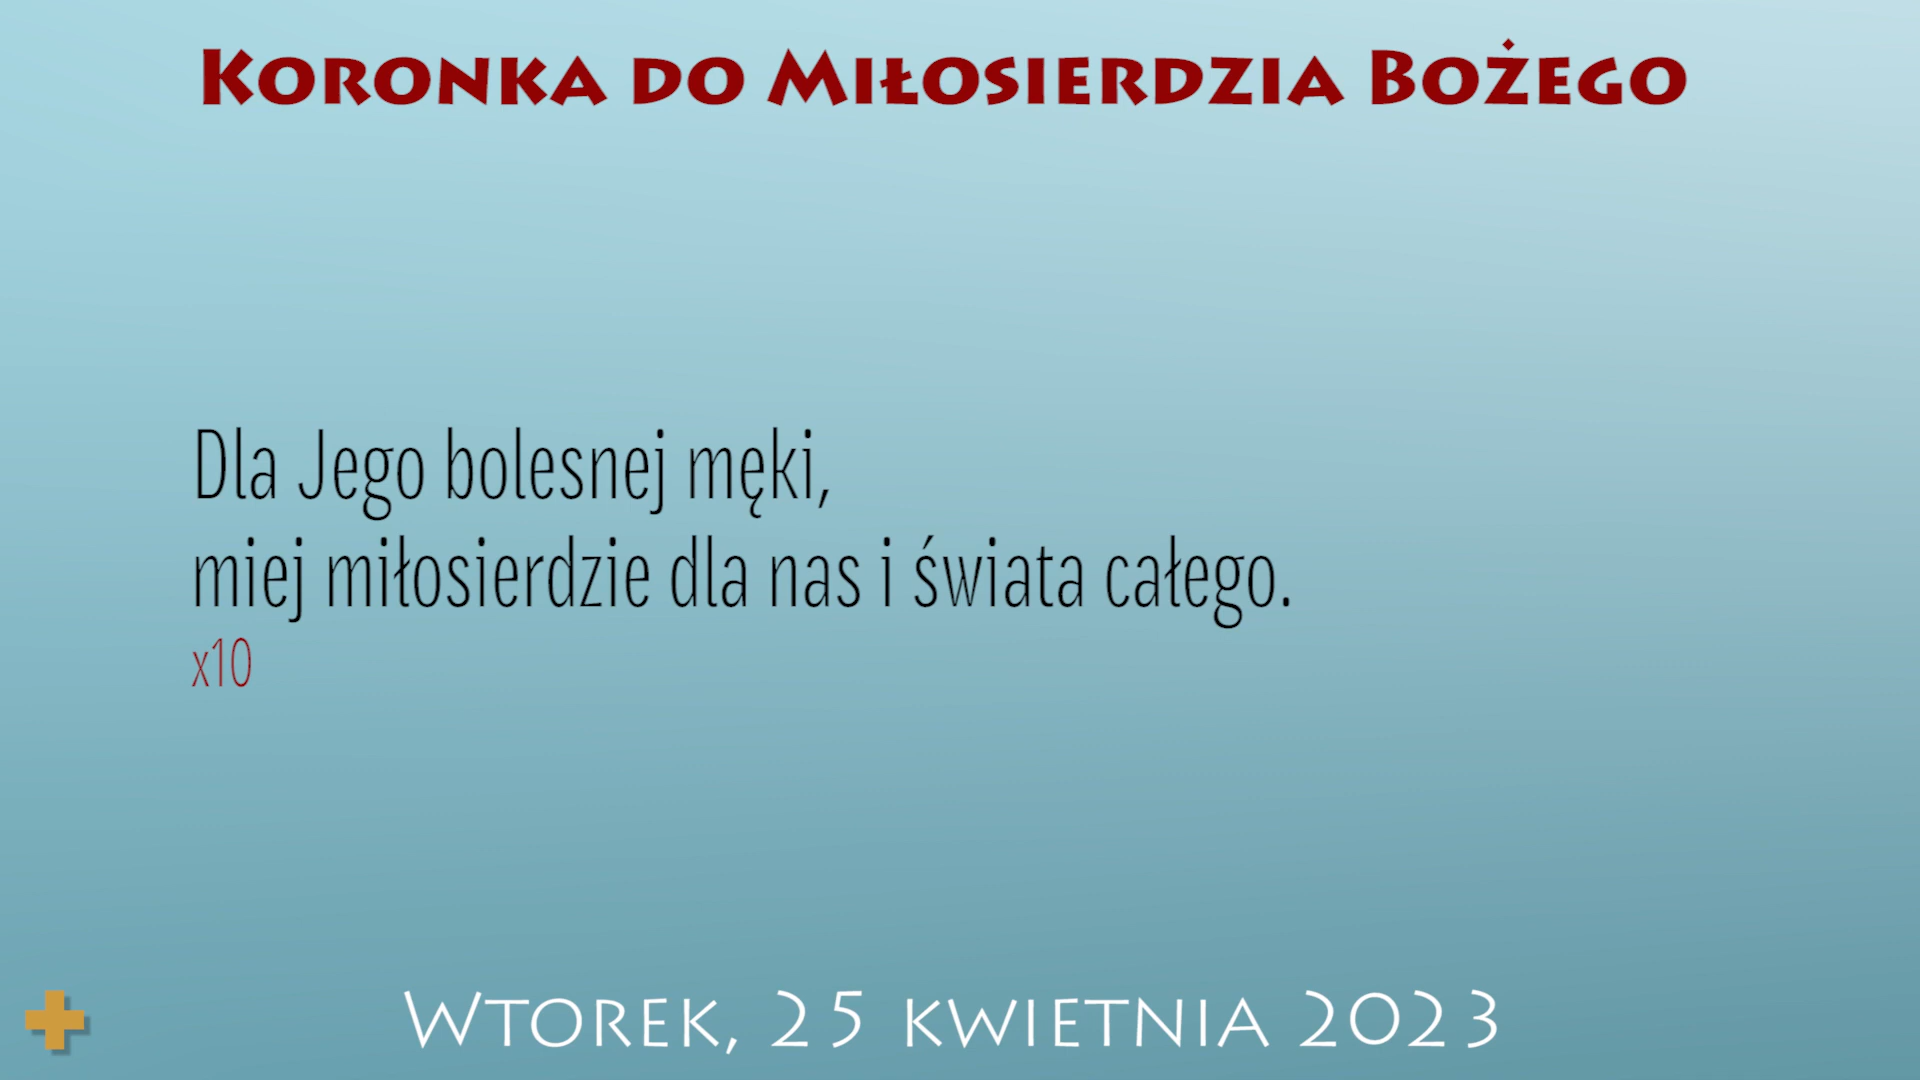 Koronka do Miłosierdzia Bożego
Dla Jego bolesnej męki,
miej miłosierdzie dla nas i świata całego.
x10
Wtorek, 25 kwietnia 2023